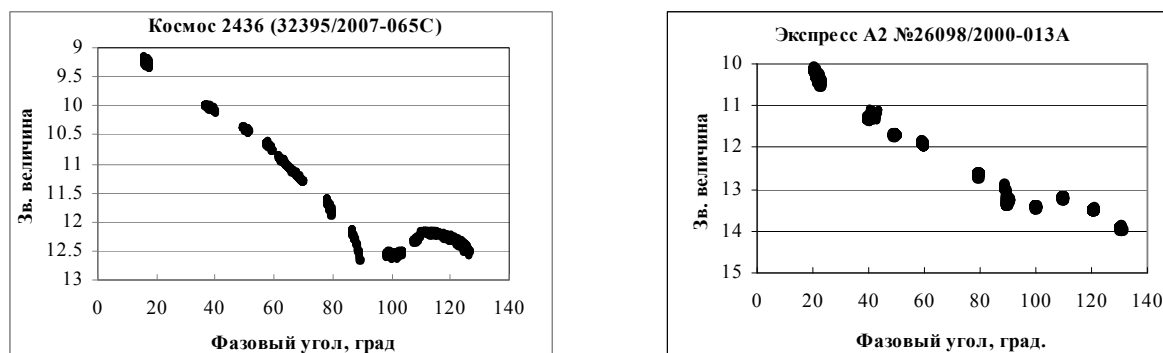 Космос 2436 (32395/2007-065С)
9
9.5
10
10.5
11
11.5
12
12.5
13
0 20 40 60 80 100 120 140
Фазовый угол, град
Зв. величина
Экспресс А2 №26098/2000-013А
10
11
12
13
14
15
0 20 40 60 80 100 120 140
Фазовый угол, град.
Зв. величина